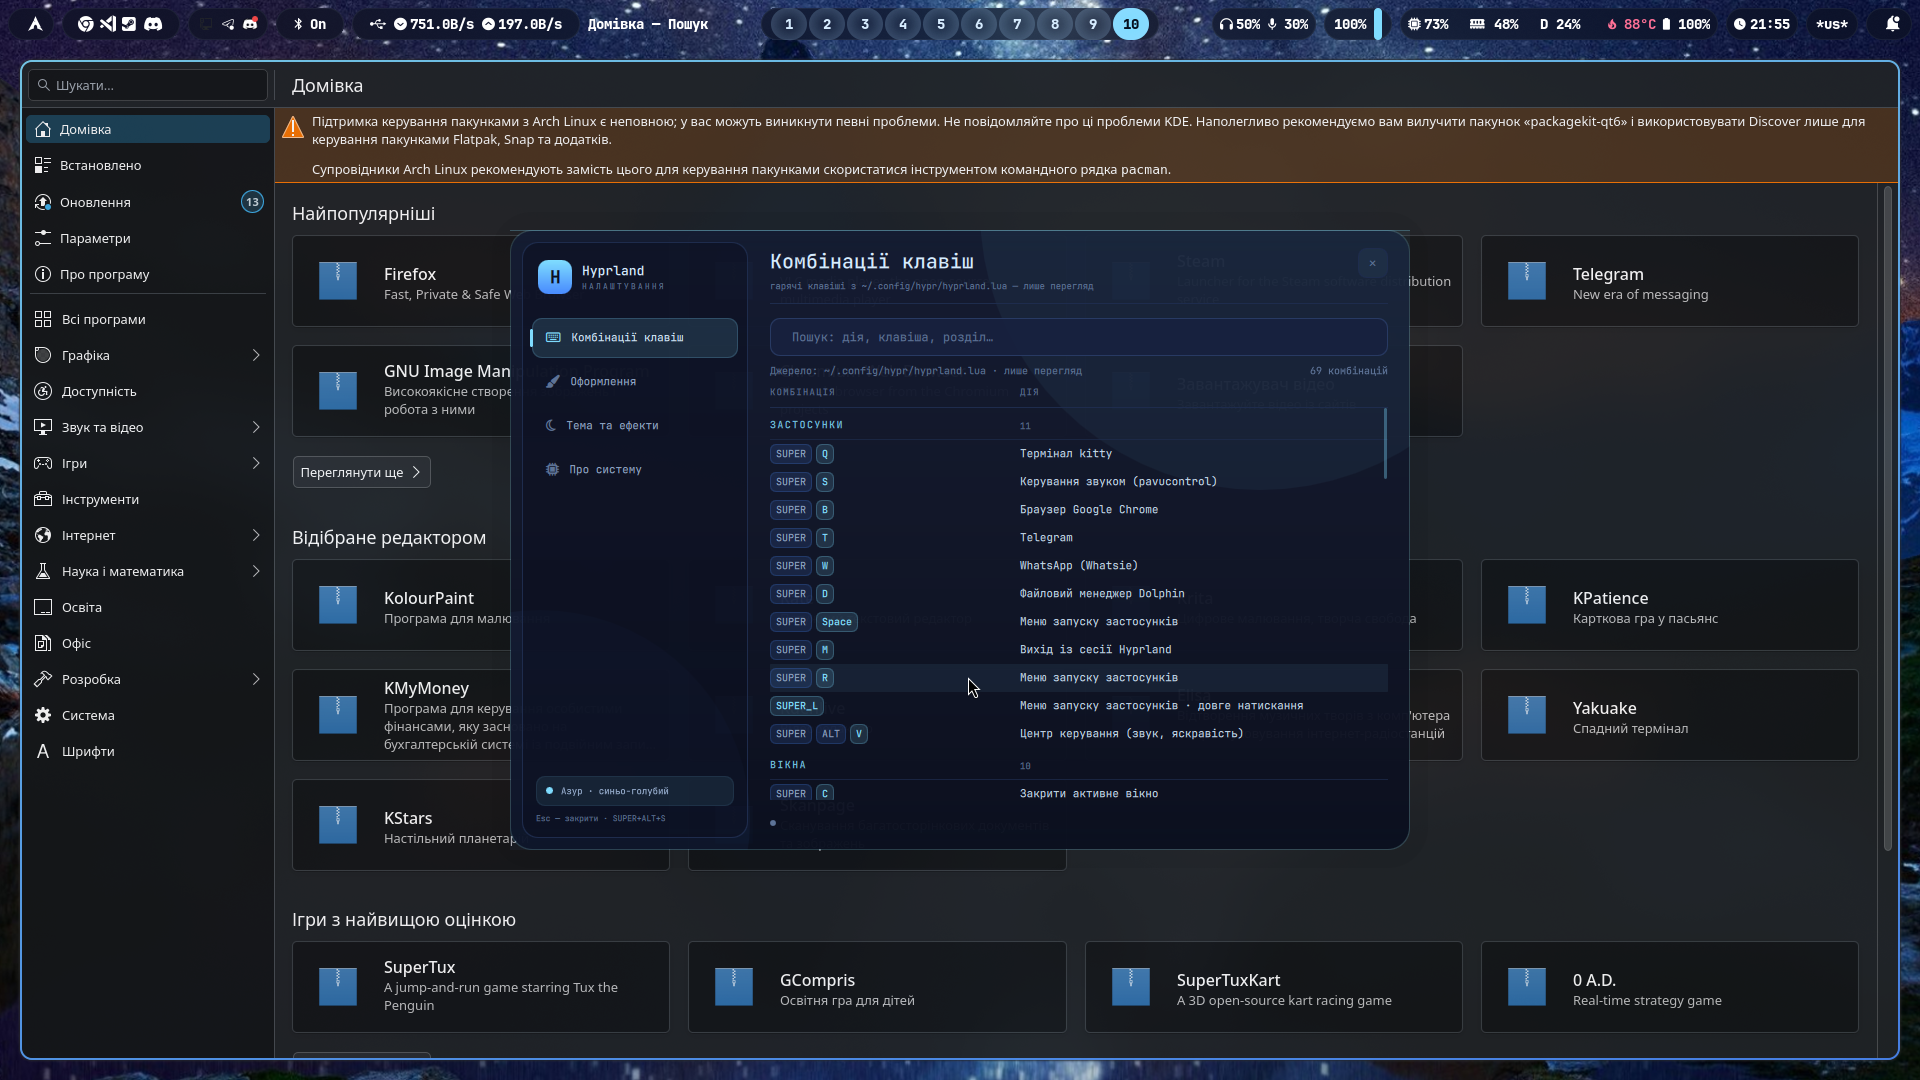 On
751.0B/s 197.0B/s
Домівка — Пошук
1 2 3 4 5 6 7 8 9 10
50% 30%
100%
73% 48% D 24% 88°C 100%
21:55
*us*
Шукати...
Домівка
Встановлено
Оновлення 13
Параметри
Про програму
Всі програми
Графіка
Доступність
Звук та відео
Ігри
Інструменти
Інтернет
Наука і математика
Освіта
Офіс
Розробка
Система
Шрифти
Домівка
Підтримка керування пакунками з Arch Linux є неповною; у вас можуть виникнути певні проблеми. Не повідомляйте про ці проблеми KDE. Наполегливо рекомендуємо вам вилучити пакунок «packagekit-qt6» і використовувати Discover лише для
керування пакунками Flatpak, Snap та додатків.
Супровідники Arch Linux рекомендують замість цього для керування пакунками скористатися інструментом командного рядка pacman.
Найпопулярніші
Firefox
Fast, Private & Safe W
Steam
Telegram
New era of messaging
GNU Image Man
Високоякісне створе
робота з ними
Завантажувач відео
Переглянути ще
Відібране редактором
KolourPaint
Програма для малю
KPatience
Карткова гра у пасьянс
KMyMoney
Програма для керув
фінансами, яку засн
бухгалтерській систе
Yakuake
Спадний термінал
KStars
Настільний планетар
Skanpage
Ігри з найвищою оцінкою
SuperTux
A jump-and-run game starring Tux the
Penguin
GCompris
Освітня гра для дітей
SuperTuxKart
A 3D open-source kart racing game
0 A.D.
Real-time strategy game
H
Hyprland
НАЛАШТУВАННЯ
Комбінації клавіш
Оформлення
Тема та ефекти
Про систему
Азур · синьо-голубий
Esc — закрити · SUPER+ALT+S
Комбінації клавіш
гарячі клавіші з ~/.config/hypr/hyprland.lua — лише перегляд
×
Пошук: дія, клавіша, розділ…
Джерело: ~/.config/hypr/hyprland.lua · лише перегляд 69 комбінацій
КОМБІНАЦІЯ ДІЯ
ЗАСТОСУНКИ 11
SUPER Q Термінал kitty
SUPER S Керування звуком (pavucontrol)
SUPER B Браузер Google Chrome
SUPER T Telegram
SUPER W WhatsApp (Whatsie)
SUPER D Файловий менеджер Dolphin
SUPER Space Меню запуску застосунків
SUPER M Вихід із сесії Hyprland
SUPER R Меню запуску застосунків
SUPER_L Меню запуску застосунків · довге натискання
SUPER ALT V Центр керування (звук, яскравість)
ВІКНА 10
SUPER C Закрити активне вікно